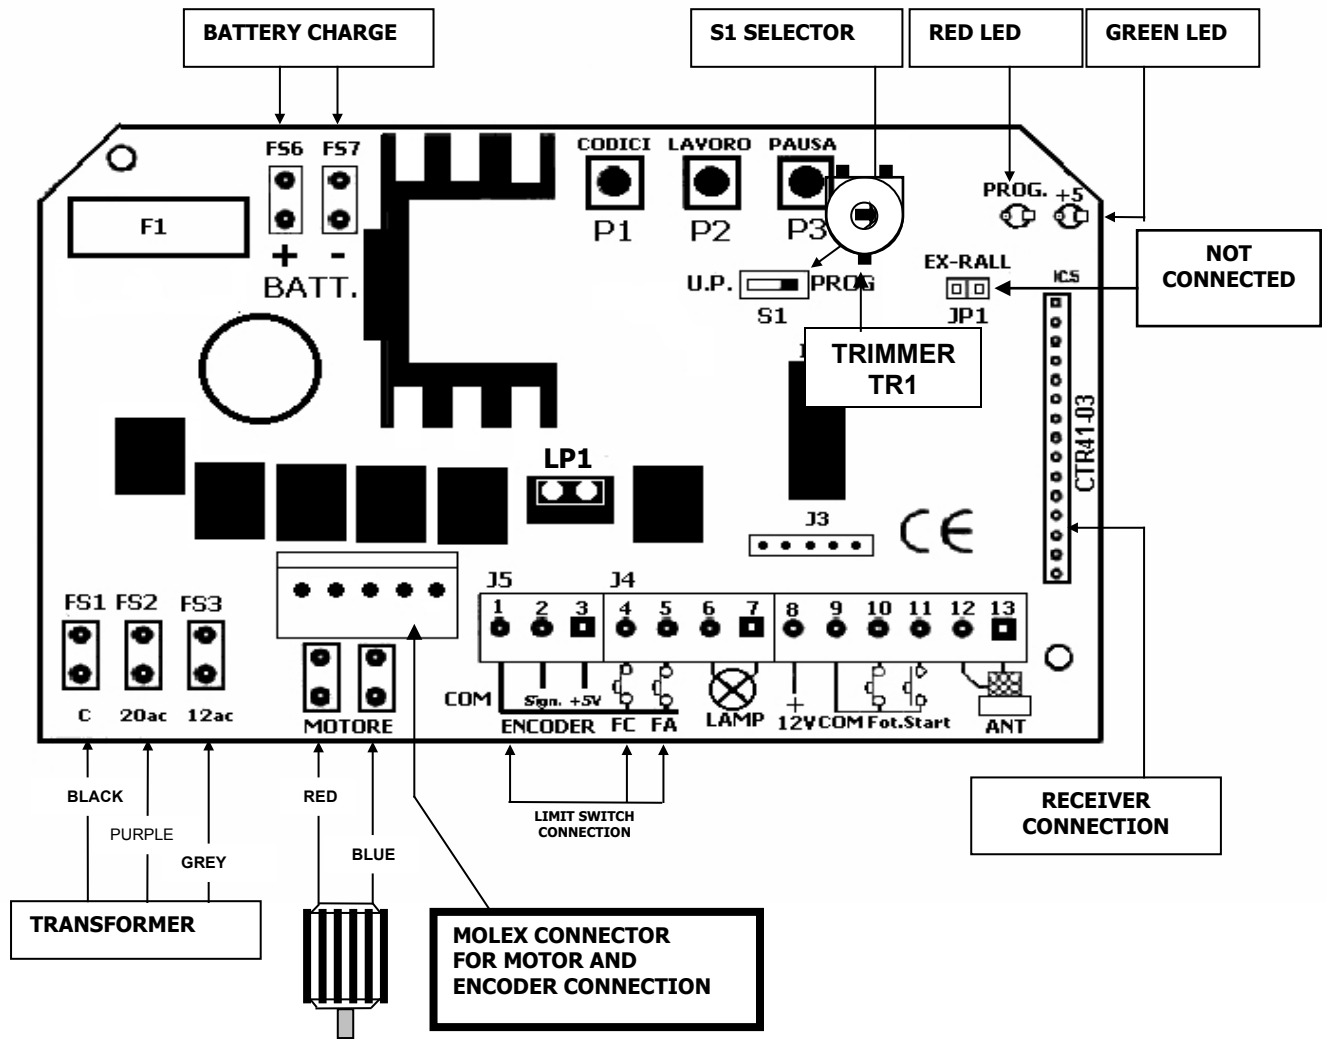 BATTERY CHARGE
S1 SELECTOR
RED LED
GREEN LED
FS6 FS7
CODICI LAVORO PAUSA
PROG. +5
F1
P1 P2 P3
+ -
BATT.
U.P. PROG
S1
EX-RALL
JP1
IC5
NOT
CONNECTED
TRIMMER
TR1
CTR41-03
LP1
J3
CE
J5 J4
1 2 3 4 5 6 7 8 9 10 11 12 13
FS1 FS2 FS3
C 20ac 12ac
MOTORE
COM Sign. +5V
ENCODER FC FA LAMP
+
12V COM Fot. Start ANT
BLACK
PURPLE
GREY
RED
BLUE
LIMIT SWITCH
CONNECTION
RECEIVER
CONNECTION
TRANSFORMER
MOLEX CONNECTOR
FOR MOTOR AND
ENCODER CONNECTION